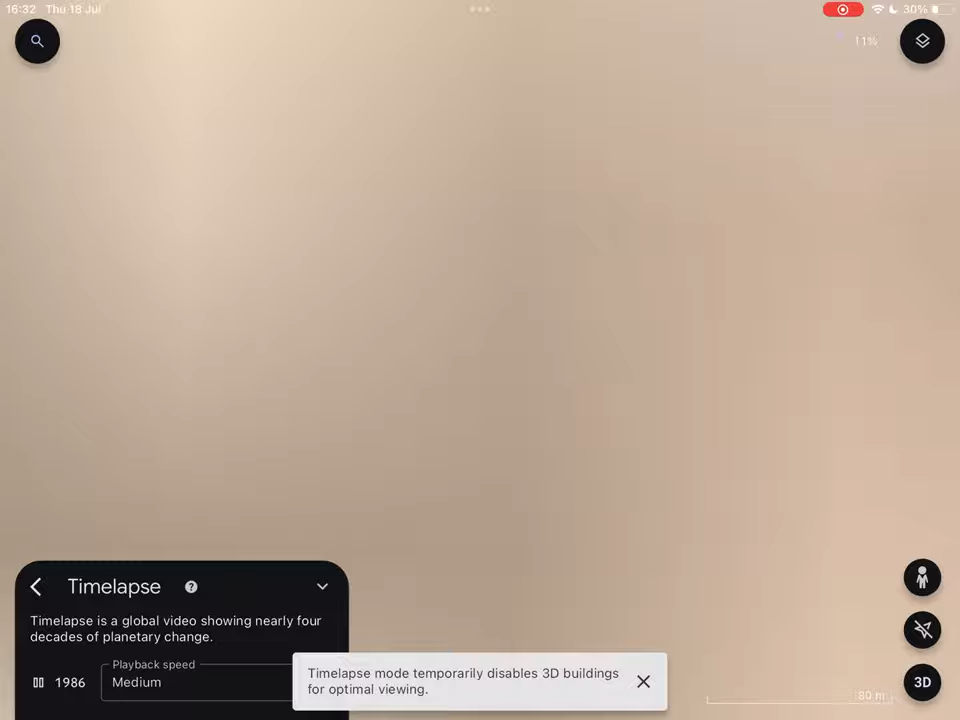 16:32 Thu 18 Jul
30%
11%
Timelapse
Timelapse is a global video showing nearly four
decades of planetary change.
Playback speed
1986
Medium
Timelapse mode temporarily disables 3D buildings
for optimal viewing.
3D
80 m